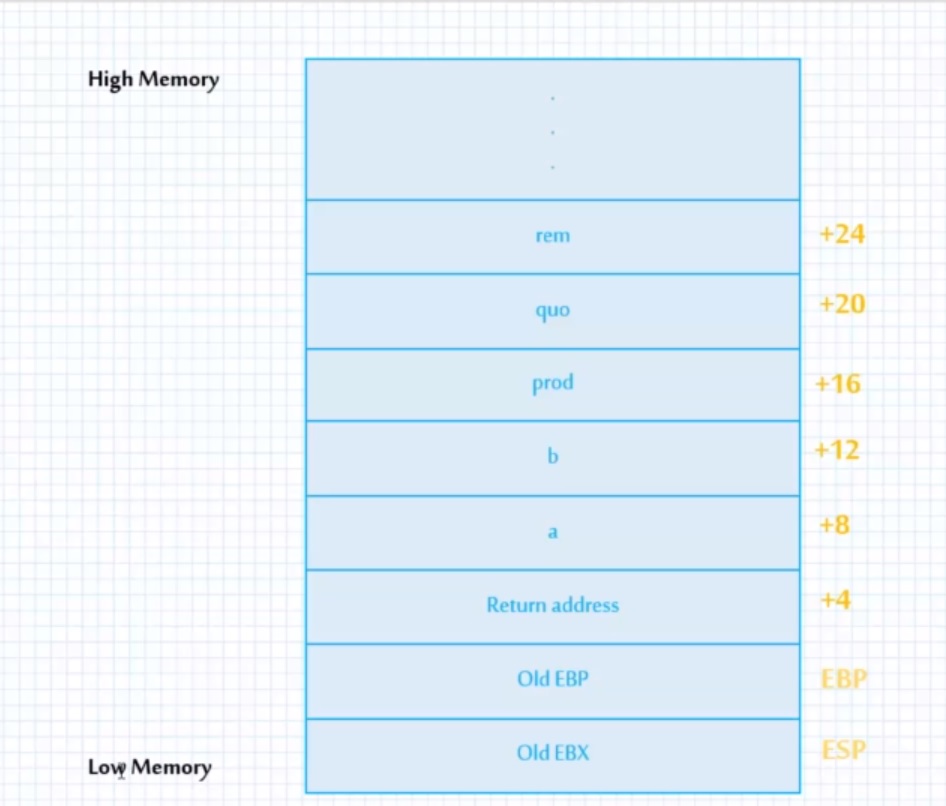 High Memory
.
.
.
rem +24
quo +20
prod +16
b +12
a +8
Return address +4
Old EBP EBP
Old EBX ESP
Low Memory